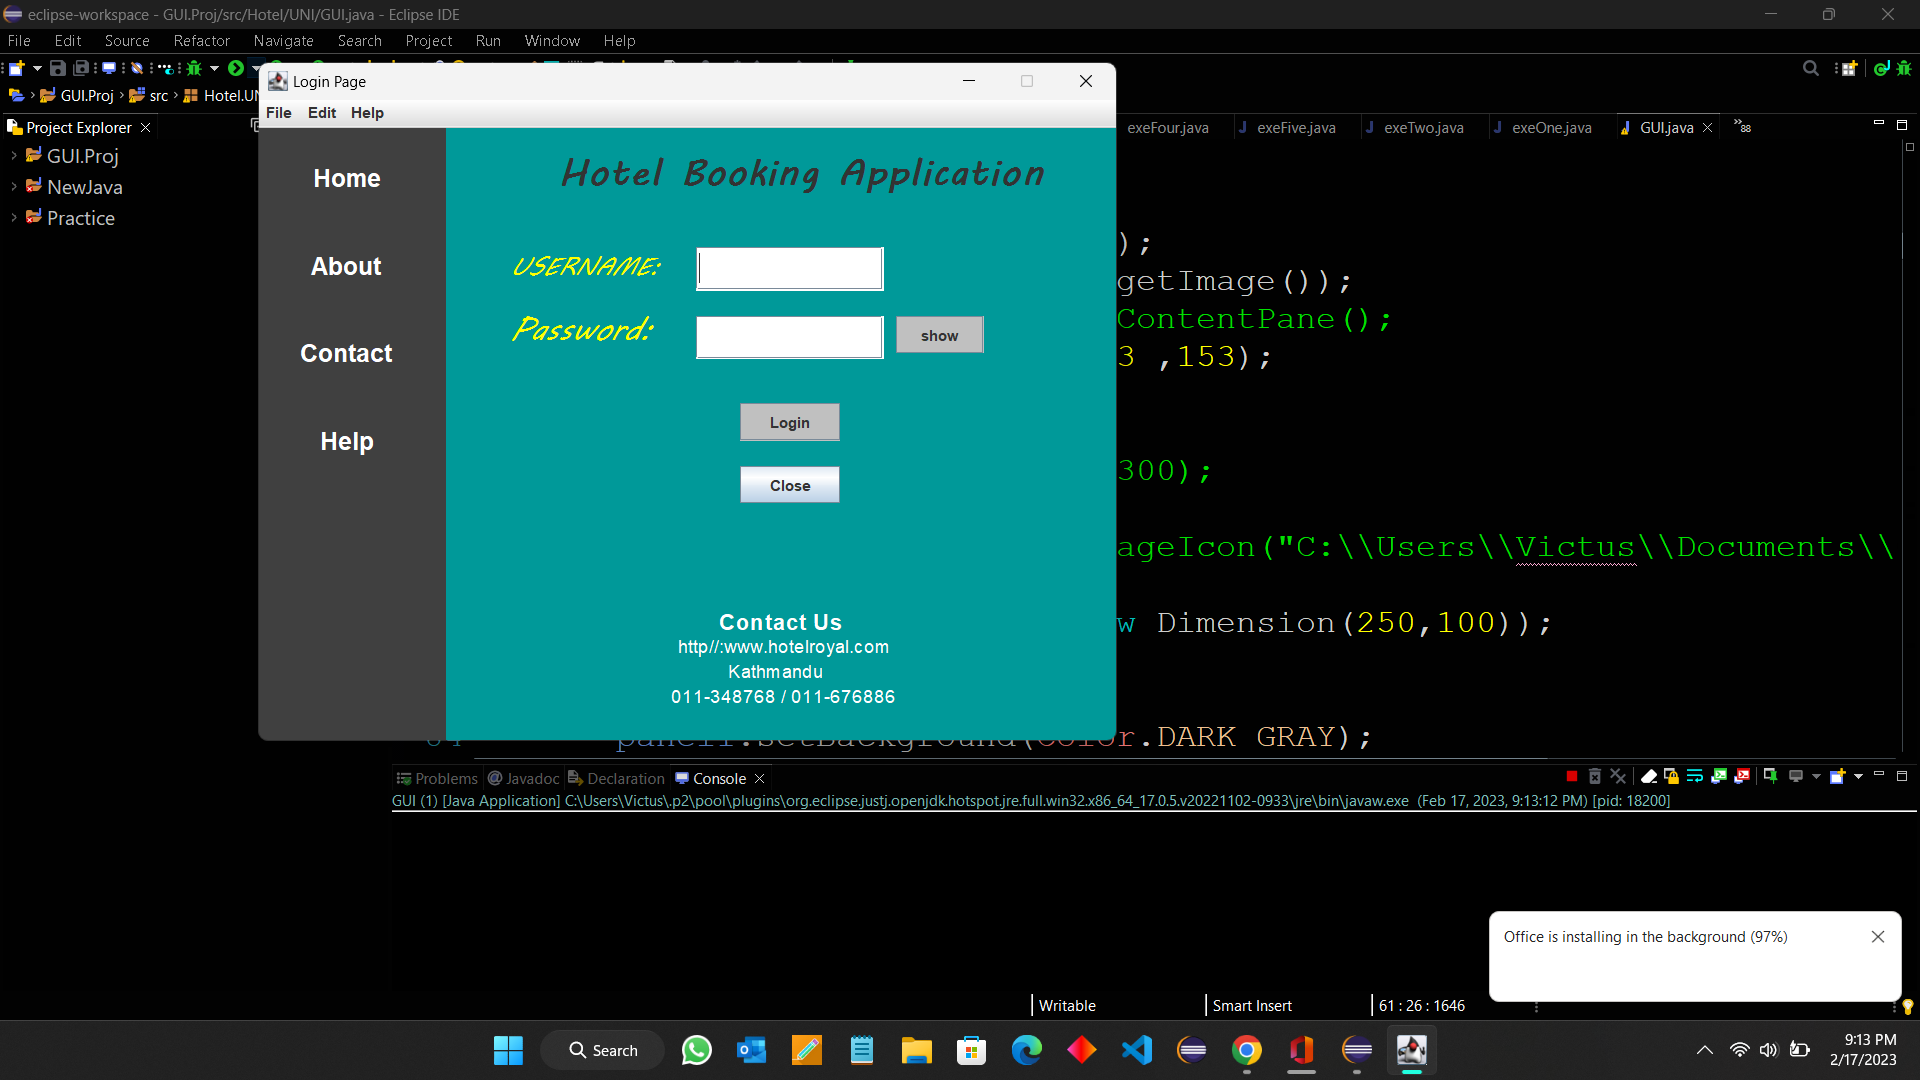 eclipse-workspace - GUI.Proj/src/Hotel/UNI/GUI.java - Eclipse IDE
File Edit Source Refactor Navigate Search Project Run Window Help
GUI.Proj src Hotel.UN
Project Explorer
GUI.Proj
NewJava
Practice
Login Page
File Edit Help
Home
About
Contact
Help
Hotel Booking Application
USERNAME:
Password:
show
Login
Close
Contact Us
http//:www.hotelroyal.com
Kathmandu
011-348768 / 011-676886
exeFour.java exeFive.java exeTwo.java exeOne.java GUI.java »88
);
getImage());
ContentPane();
3 ,153);
300);
ageIcon("C:\\Users\\Victus\\Documents\\
w Dimension(250,100));
.DARK_GRAY);
Problems Javadoc Declaration Console
GUI (1) [Java Application] C:\Users\Victus\.p2\pool\plugins\org.eclipse.justj.openjdk.hotspot.jre.full.win32.x86_64_17.0.5.v20221102-0933\jre\bin\javaw.exe (Feb 17, 2023, 9:13:12 PM) [pid: 18200]
Office is installing in the background (97%)
Writable Smart Insert 61 : 26 : 1646
Search
9:13 PM
2/17/2023